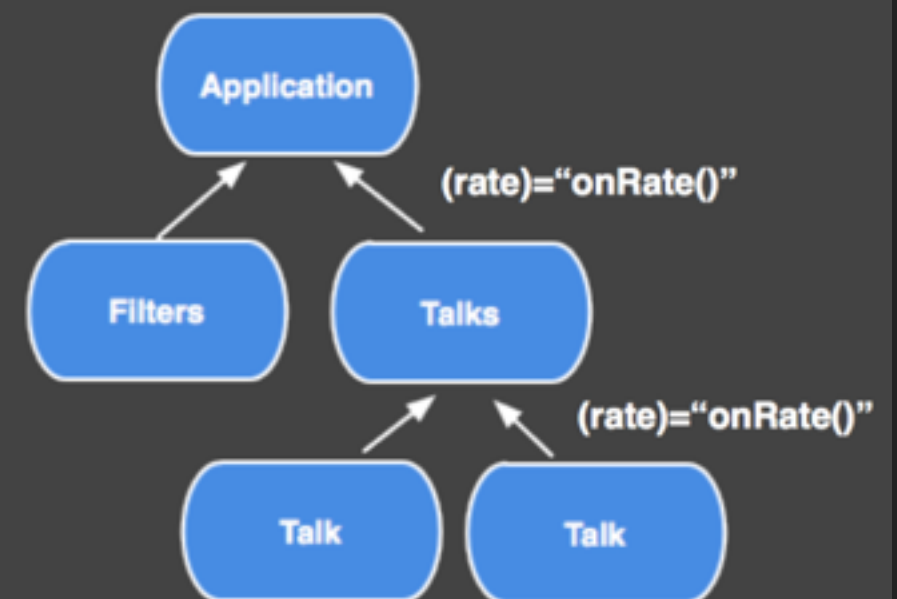 Application
(rate)=“onRate()”
Filters
Talks
(rate)=“onRate()”
Talk
Talk